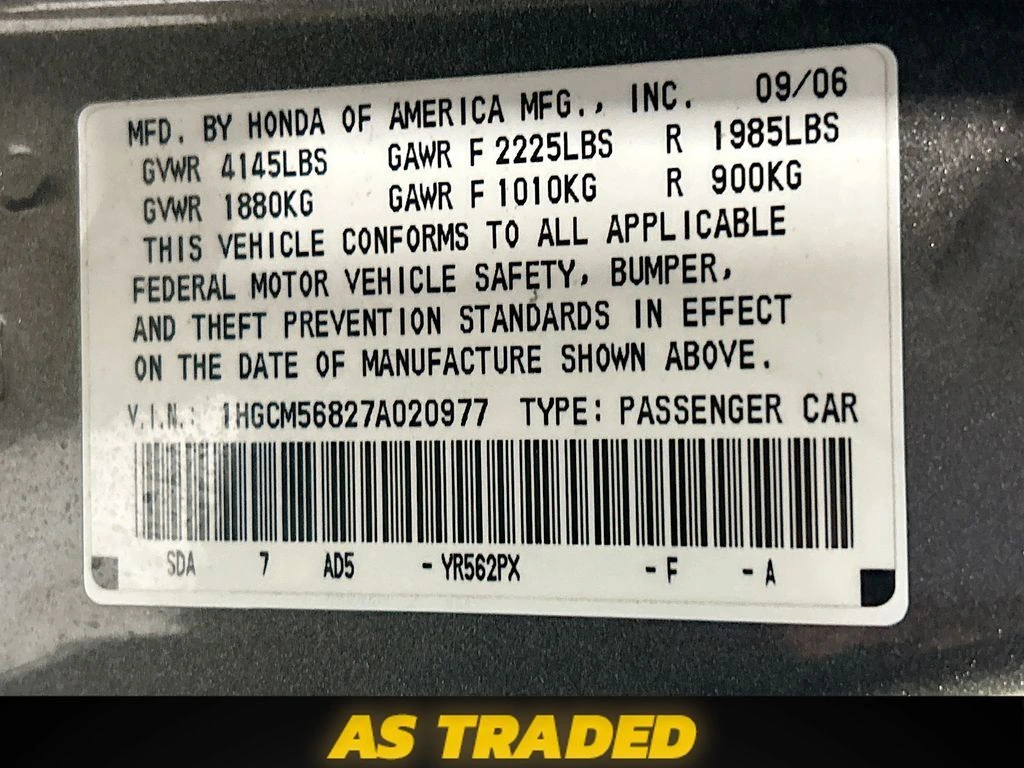 MFD. BY HONDA OF AMERICA MFG., INC. 09/06
GVWR 4145LBS GAWR F 2225LBS R 1985LBS
GVWR 1880KG GAWR F 1010KG R 900KG
THIS VEHICLE CONFORMS TO ALL APPLICABLE
FEDERAL MOTOR VEHICLE SAFETY, BUMPER,
AND THEFT PREVENTION STANDARDS IN EFFECT
ON THE DATE OF MANUFACTURE SHOWN ABOVE.
V.I.N.: 1HGCM56827A020977 TYPE: PASSENGER CAR
SDA 7 AD5 - YR562PX - F - A
AS TRADED